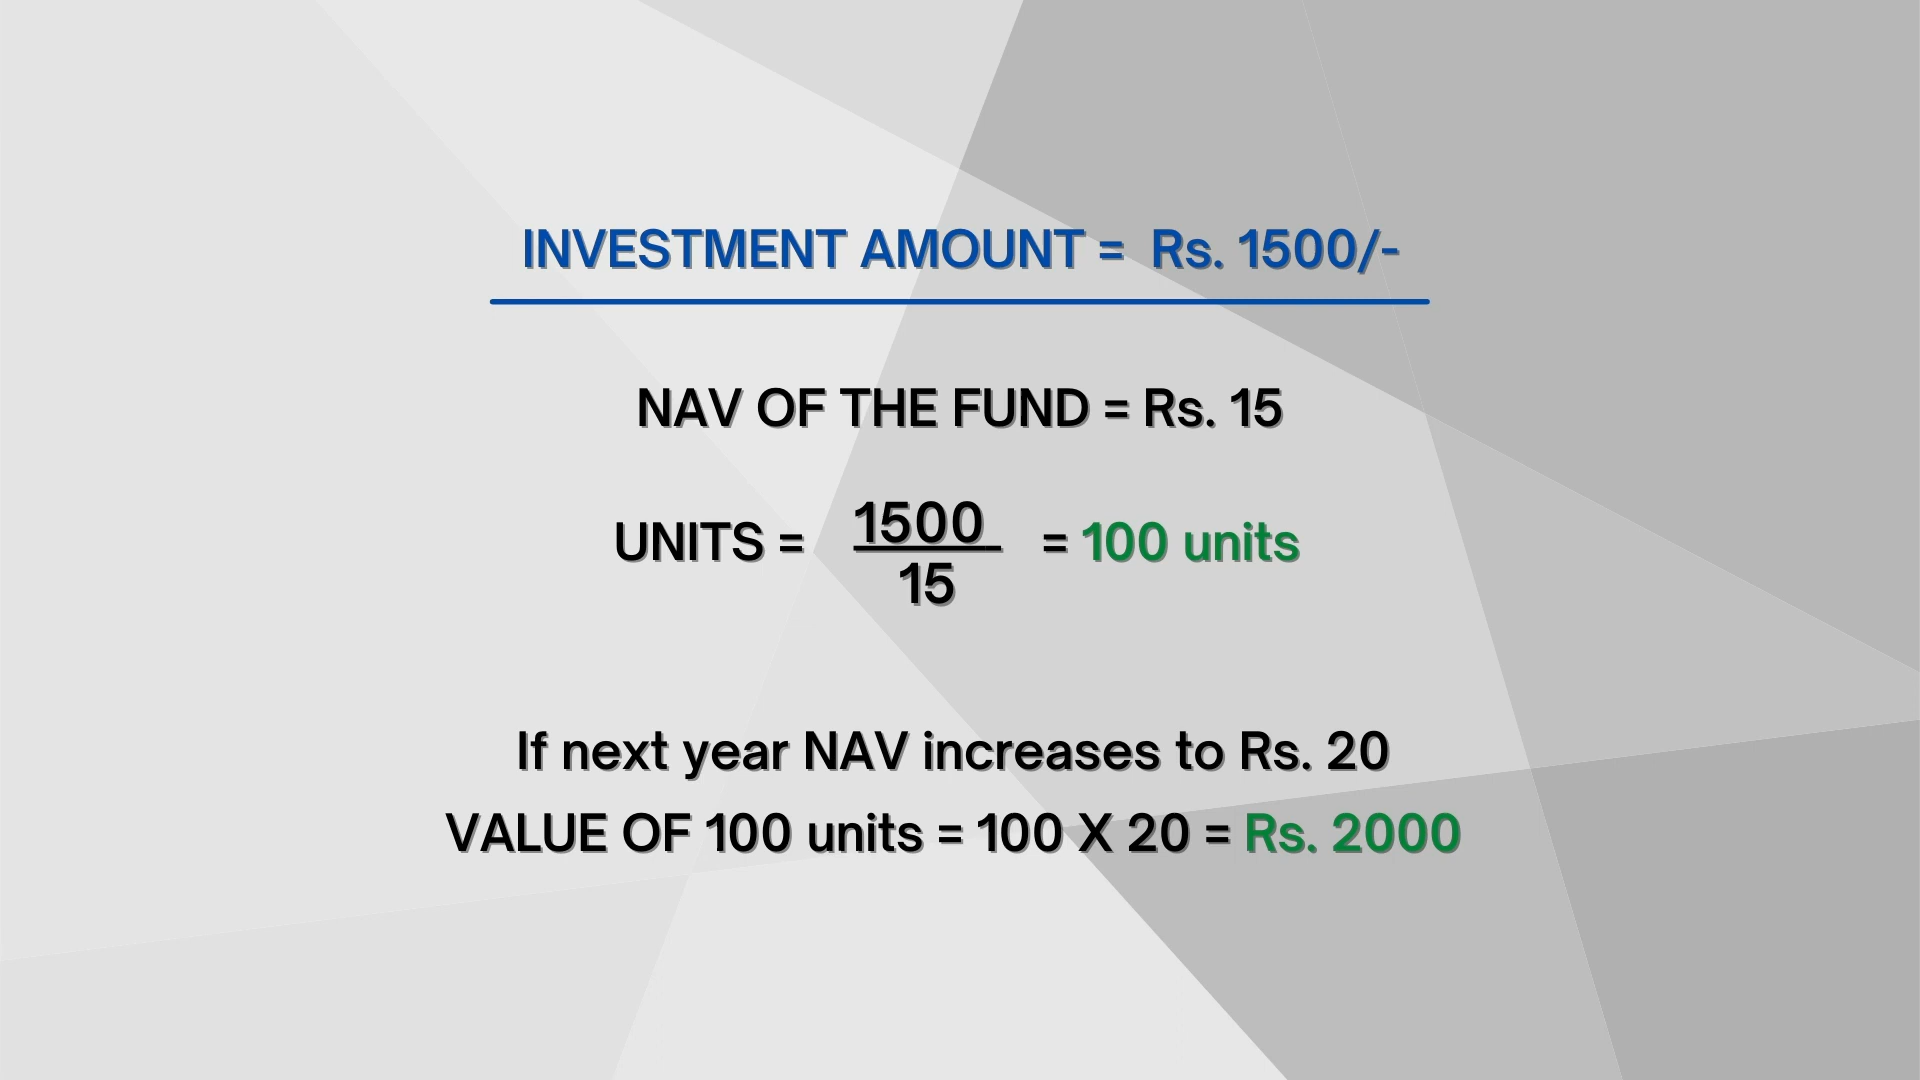 INVESTMENT AMOUNT = Rs. 1500/-
NAV OF THE FUND = Rs. 15
UNITS = 1500 = 100 units
15
If next year NAV increases to Rs. 20
VALUE OF 100 units = 100 X 20 = Rs. 2000